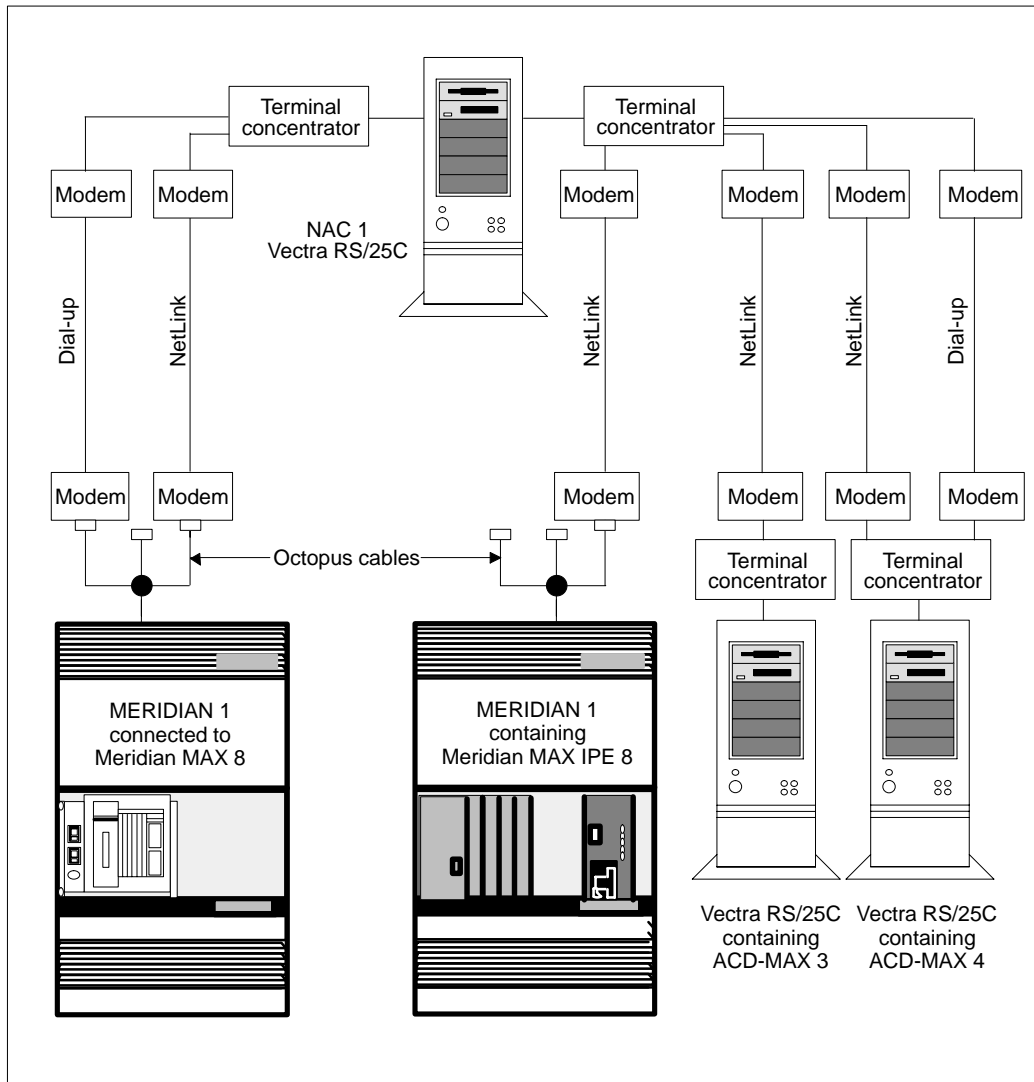 Terminal
concentrator
Terminal
concentrator
Modem
Modem
Modem
Modem
Modem
Modem
NAC 1
Vectra RS/25C
Dial-up
NetLink
NetLink
NetLink
NetLink
Dial-up
Modem
Modem
Modem
Modem
Modem
Modem
Octopus cables
Terminal
concentrator
Terminal
concentrator
MERIDIAN 1
connected to
Meridian MAX 8
MERIDIAN 1
containing
Meridian MAX IPE 8
Vectra RS/25C
containing
ACD-MAX 3
Vectra RS/25C
containing
ACD-MAX 4